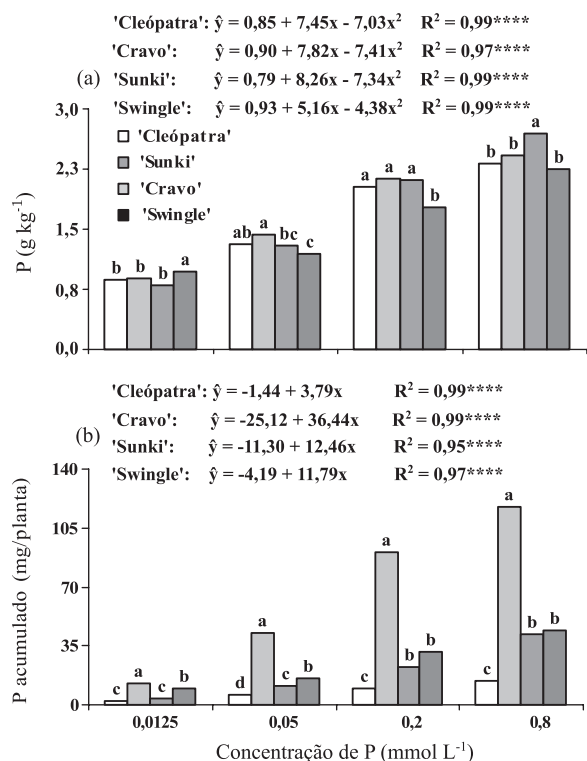 'Cleópatra': ŷ = 0,85 + 7,45x - 7,03x² R² = 0,99****
'Cravo': ŷ = 0,90 + 7,82x - 7,41x² R² = 0,97****
(a) 'Sunki': ŷ = 0,79 + 8,26x - 7,34x² R² = 0,99****
'Swingle': ŷ = 0,93 + 5,16x - 4,38x² R² = 0,99****
3,0
'Cleópatra'
'Sunki'
'Cravo'
'Swingle'
2,3
1,5
0,8
0,0
P (g kg⁻¹)
b b b a
ab a bc c
a a a b
b b a b
'Cleópatra': ŷ = -1,44 + 3,79x R² = 0,99****
'Cravo': ŷ = -25,12 + 36,44x R² = 0,99****
(b) 'Sunki': ŷ = -11,30 + 12,46x R² = 0,95****
'Swingle': ŷ = -4,19 + 11,79x R² = 0,97****
140
105
70
35
0
P acumulado (mg/planta)
c a c b
d a c b
c a b b
c a b b
0,0125 0,05 0,2 0,8
Concentração de P (mmol L⁻¹)